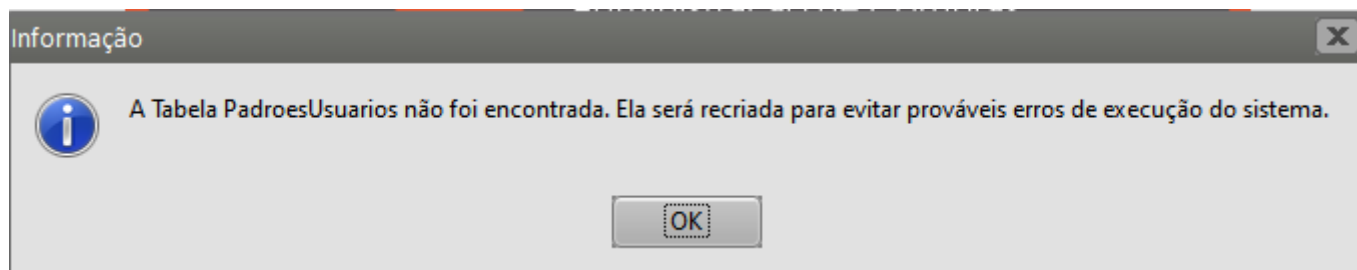 Informação
A Tabela PadroesUsuarios não foi encontrada. Ela será recriada para evitar prováveis erros de execução do sistema.
OK